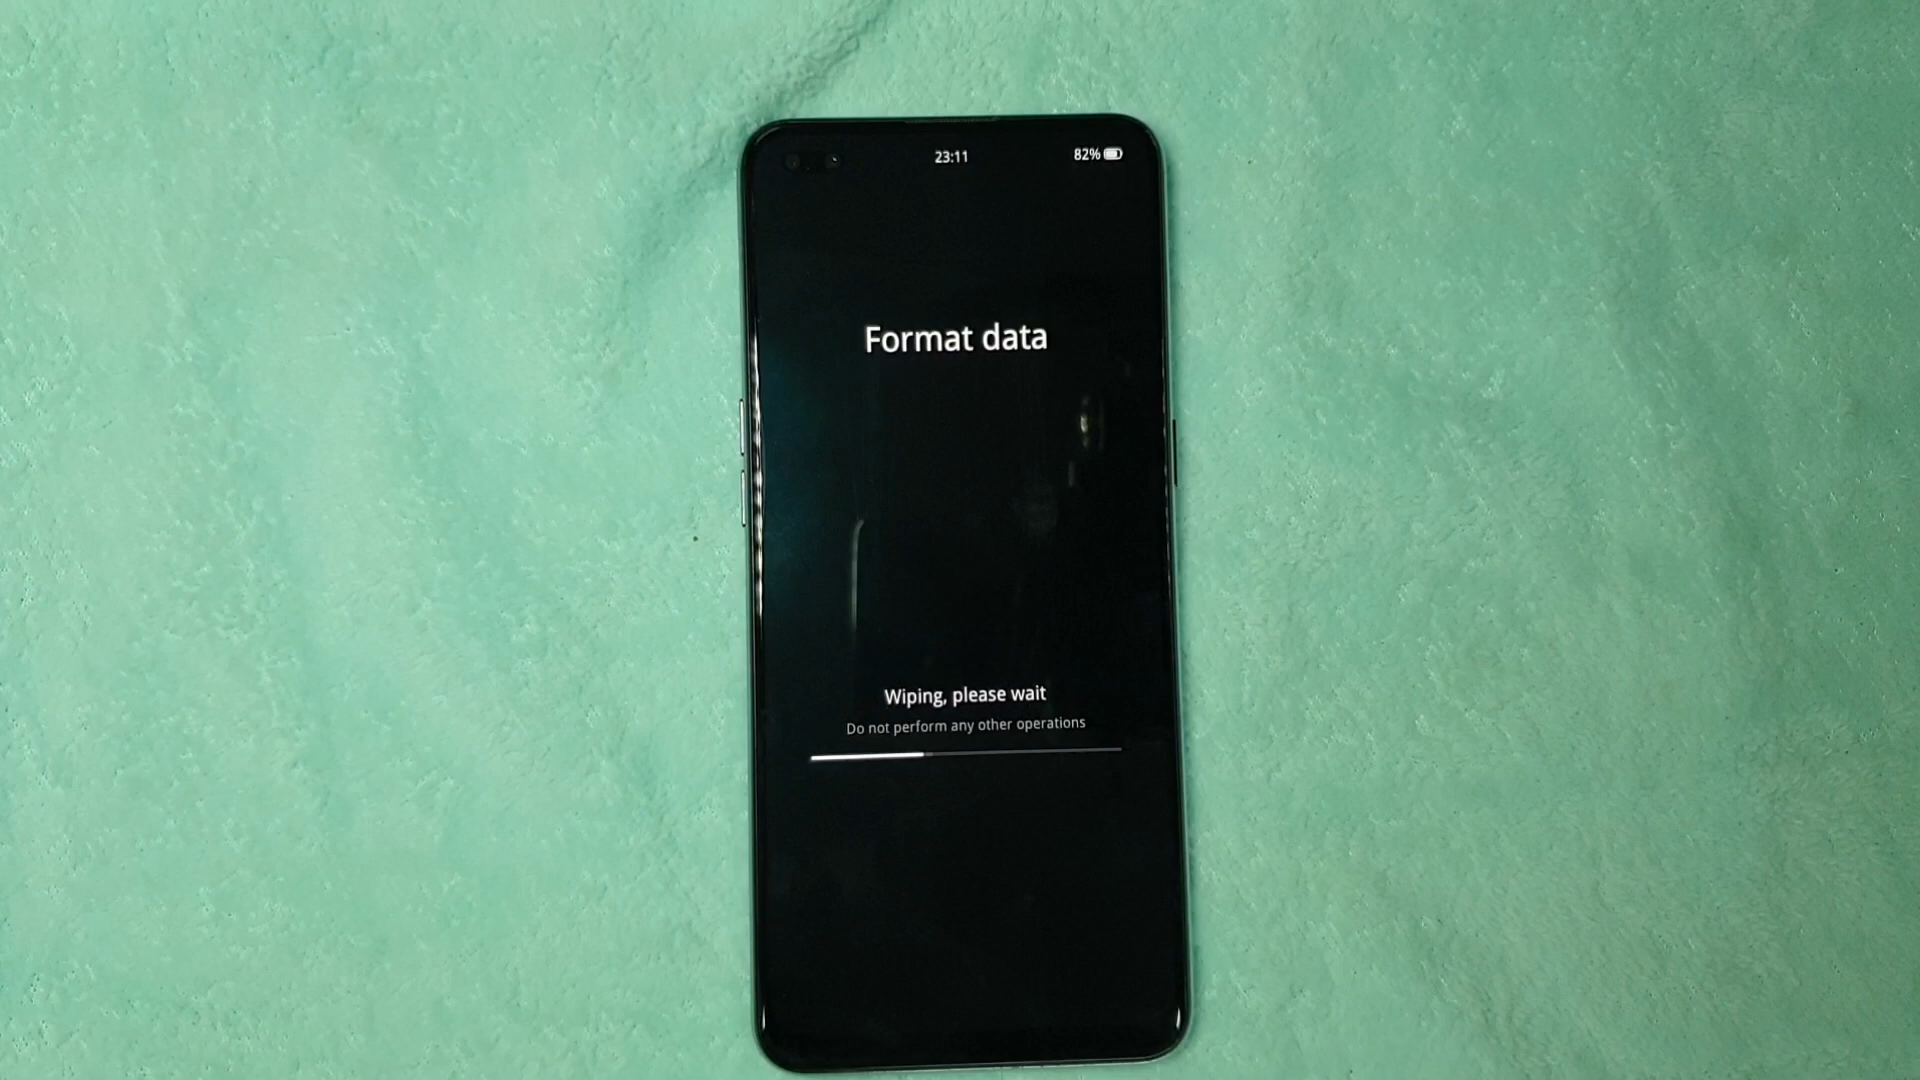 23:11
82%
Format data
Wiping, please wait
Do not perform any other operations